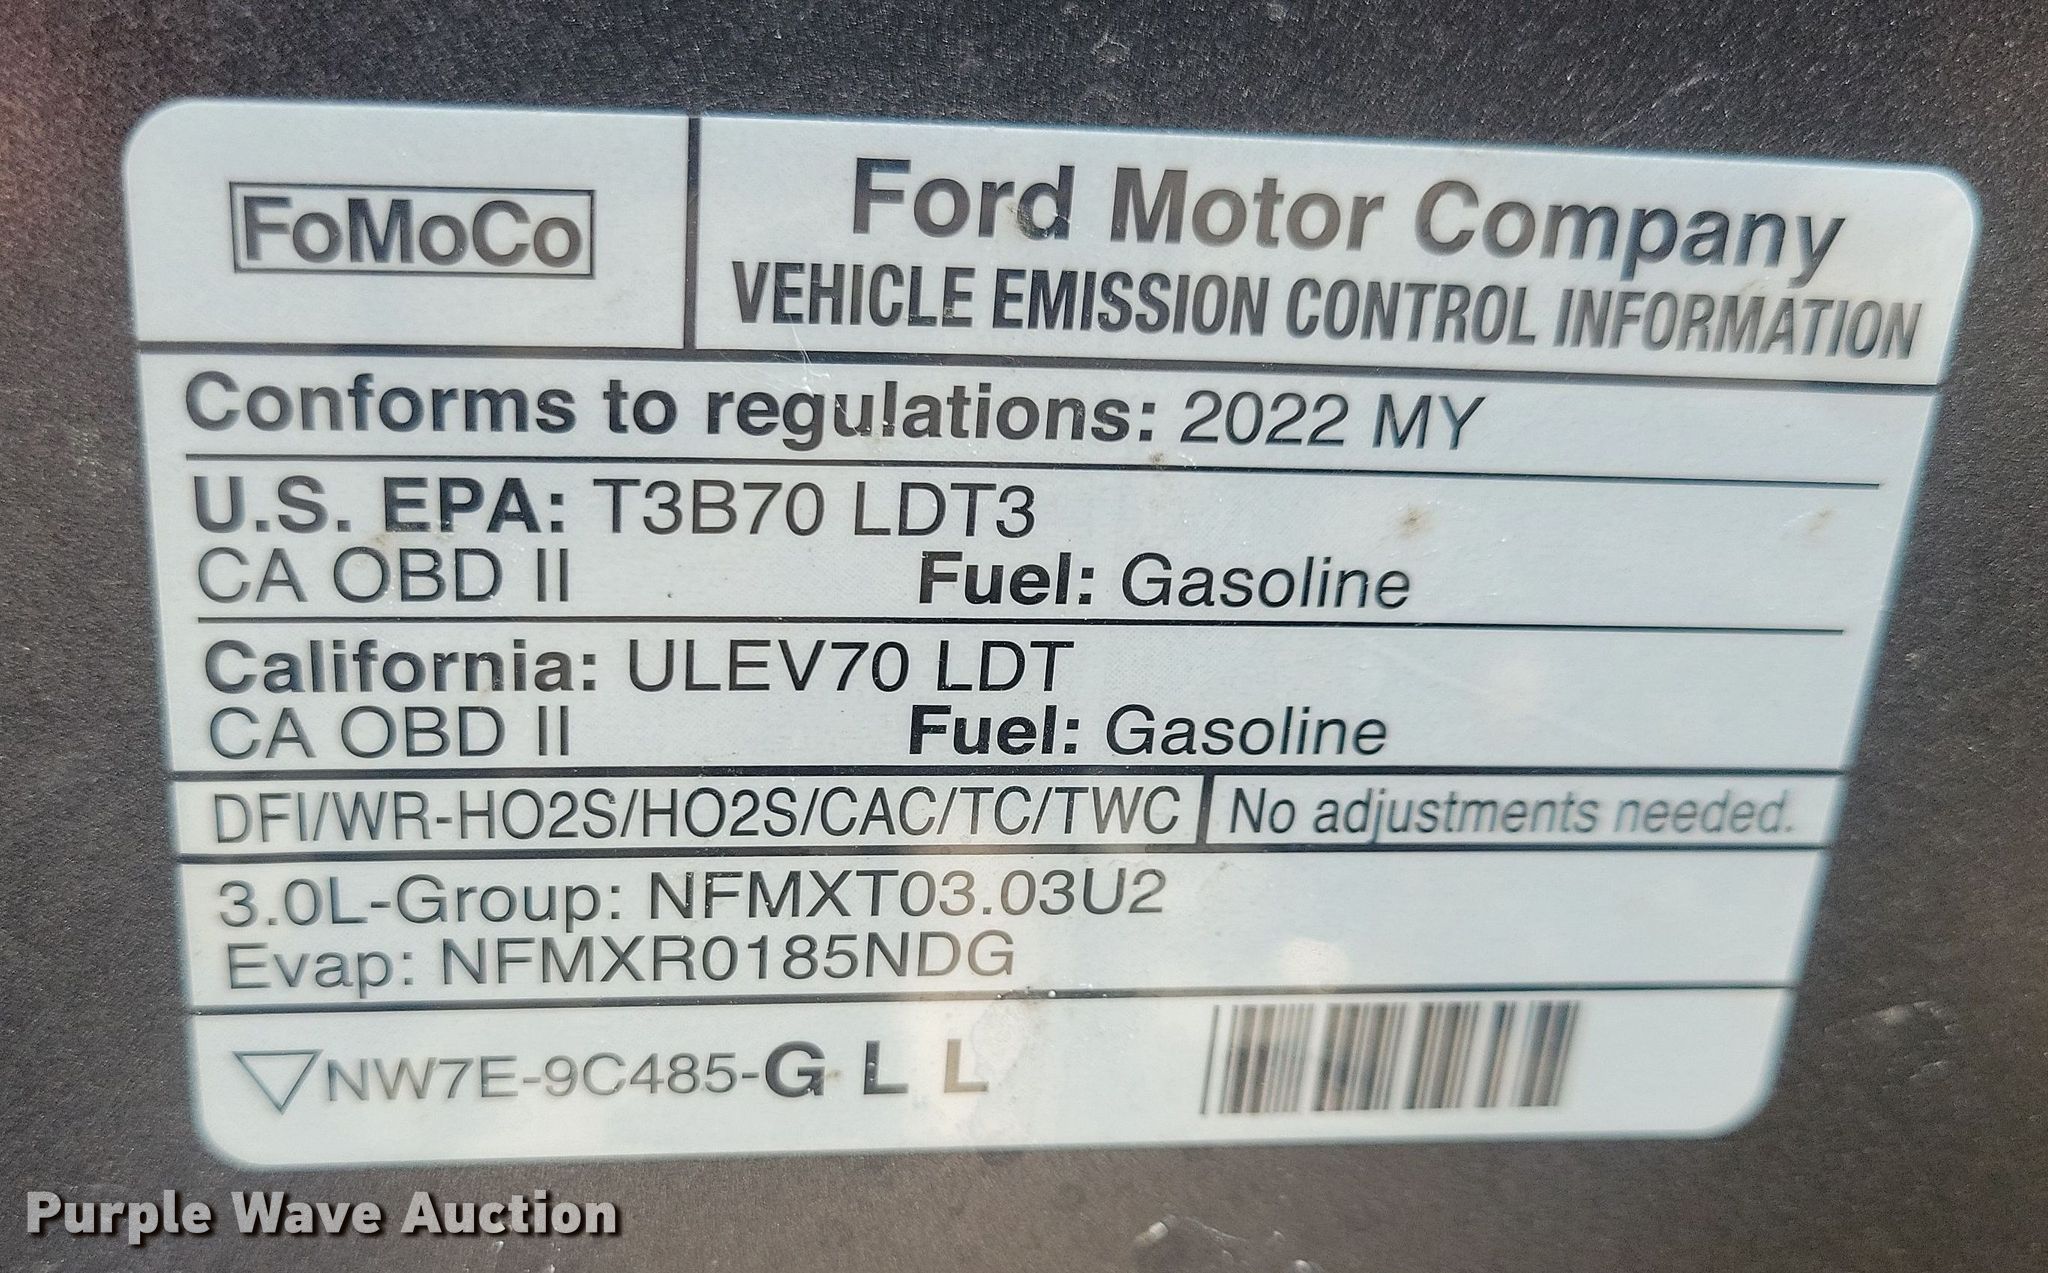 FoMoCo
Ford Motor Company
VEHICLE EMISSION CONTROL INFORMATION
Conforms to regulations: 2022 MY
U.S. EPA: T3B70 LDT3
CA OBD II Fuel: Gasoline
California: ULEV70 LDT
CA OBD II Fuel: Gasoline
DFI/WR-HO2S/HO2S/CAC/TC/TWC No adjustments needed.
3.0L-Group: NFMXT03.03U2
Evap: NFMXR0185NDG
NW7E-9C485-G L L
Purple Wave Auction